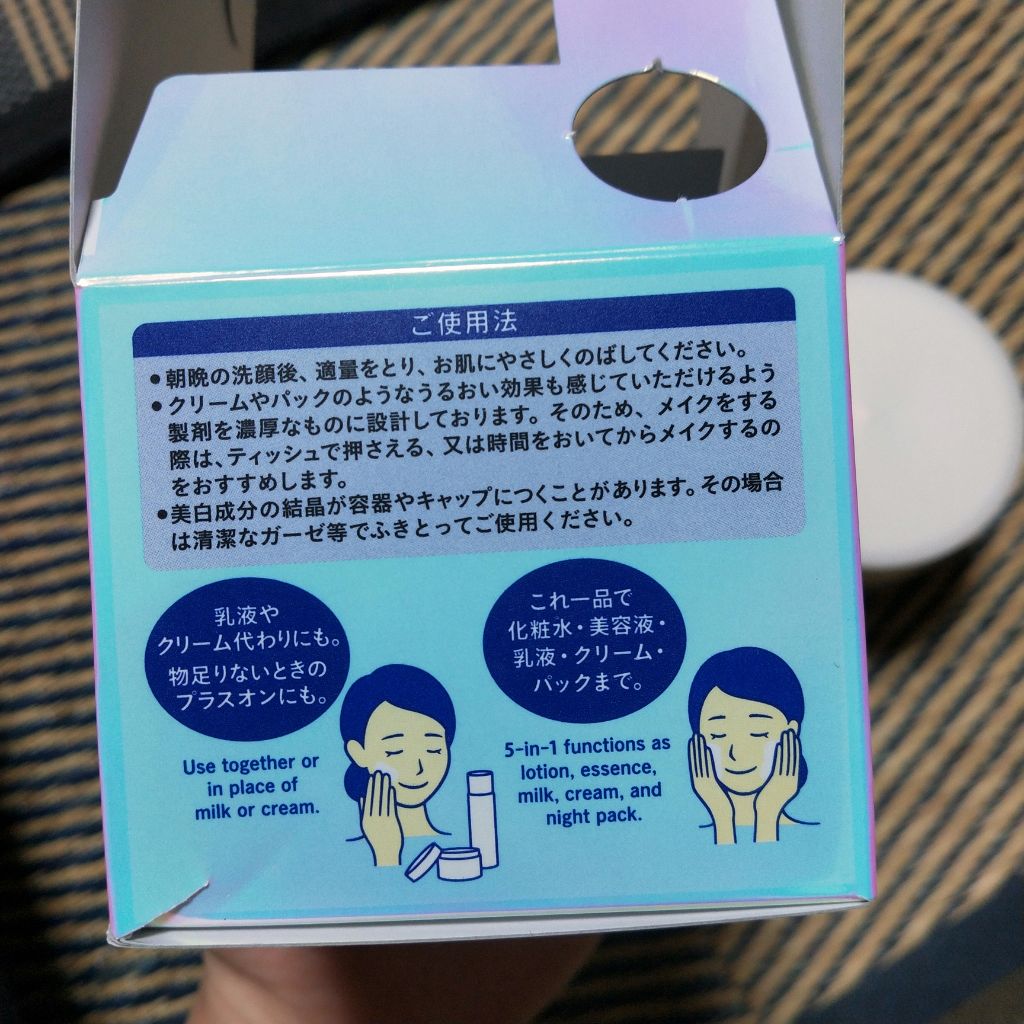 ご使用法
●朝晩の洗顔後、適量をとり、お肌にやさしくのばしてください。
●クリームやパックのようなうるおい効果も感じていただけるよう
製剤を濃厚なものに設計しております。そのため、メイクをする
際は、ティッシュで押さえる、又は時間をおいてからメイクするの
をおすすめします。
●美白成分の結晶が容器やキャップにつくことがあります。その場合
は清潔なガーゼ等でふきとってご使用ください。
乳液や
クリーム代わりにも。
物足りないときの
プラスオンにも。
Use together or
in place of
milk or cream.
これ一品で
化粧水・美容液・
乳液・クリーム・
パックまで。
5-in-1 functions as
lotion, essence,
milk, cream, and
night pack.